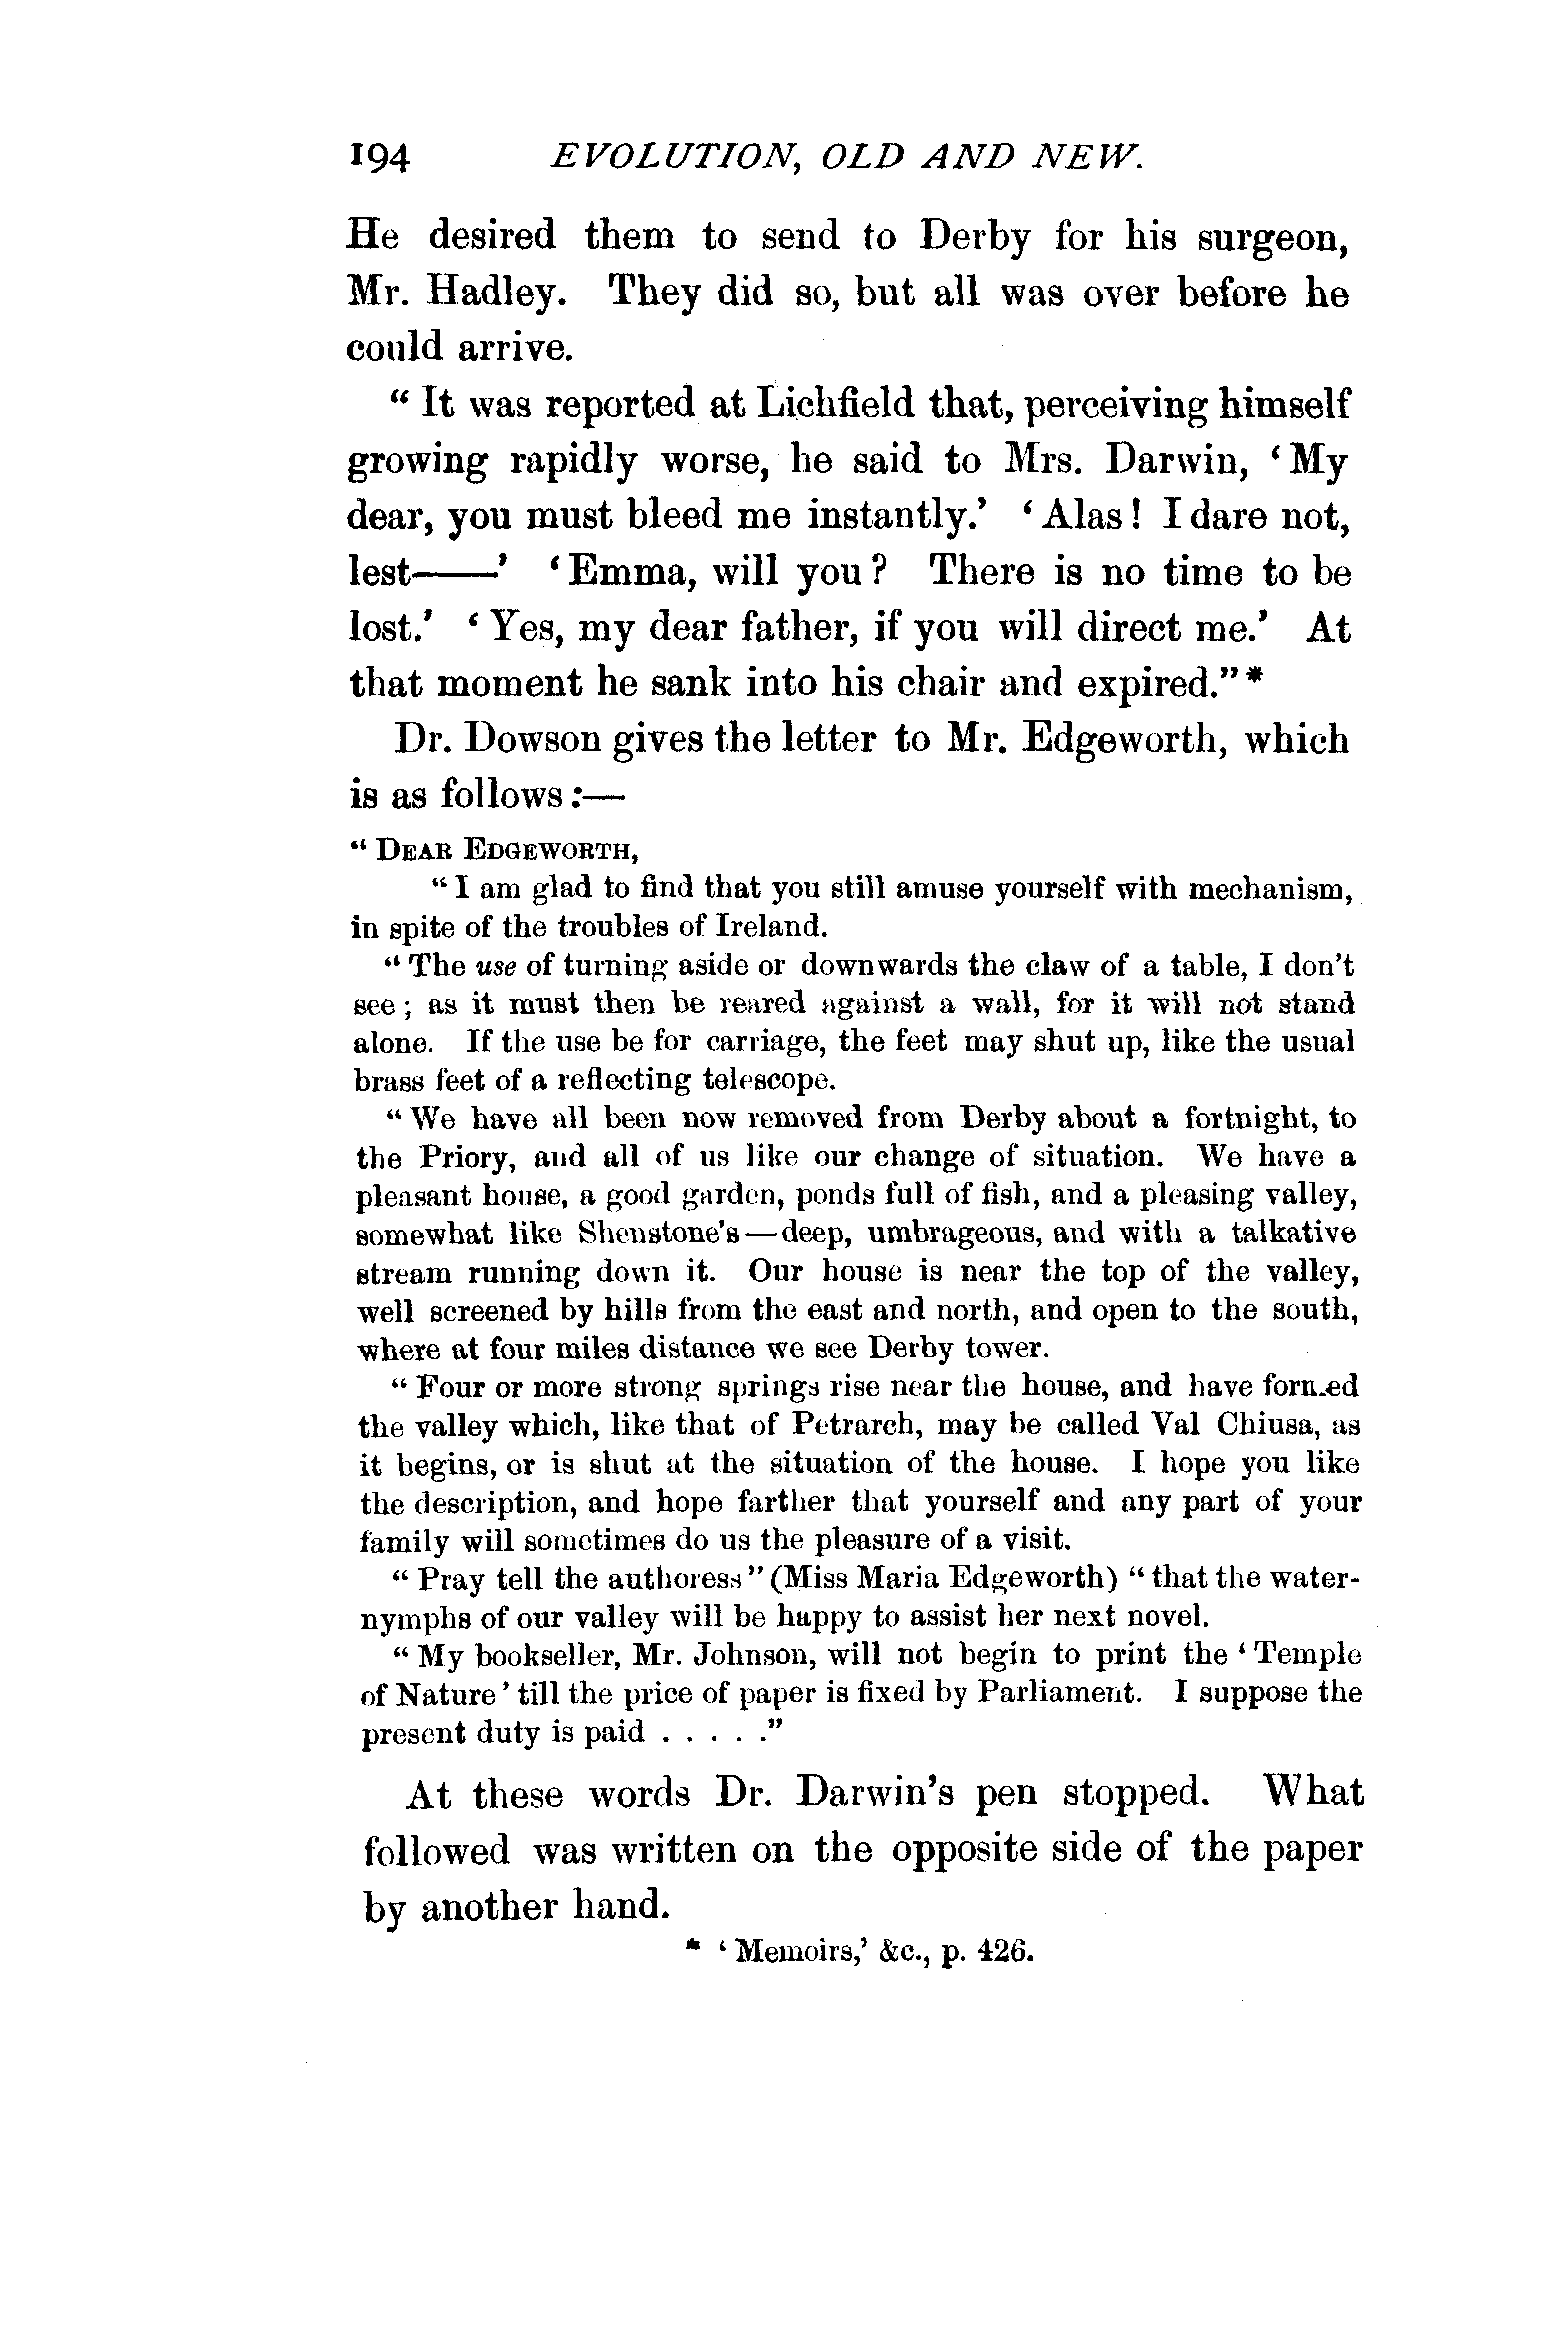 194 EVOLUTION, OLD AND NEW.
He desired them to send to Derby for his surgeon,
Mr. Hadley. They did so, but all was over before he
could arrive.
“ It was reported at Lichfield that, perceiving himself
growing rapidly worse, he said to Mrs. Darwin, ‘ My
dear, you must bleed me instantly.’ ‘ Alas! I dare not,
lest——’ ‘ Emma, will you? There is no time to be
lost.’ ‘ Yes, my dear father, if you will direct me.’ At
that moment he sank into his chair and expired.”*
Dr. Dowson gives the letter to Mr. Edgeworth, which
is as follows:—
“ DEAR EDGEWORTH,
“ I am glad to find that you still amuse yourself with mechanism,
in spite of the troubles of Ireland.
“ The use of turning aside or downwards the claw of a table, I don’t
see; as it must then be reared against a wall, for it will not stand
alone. If the use be for carriage, the feet may shut up, like the usual
brass feet of a reflecting telescope.
“ We have all been now removed from Derby about a fortnight, to
the Priory, and all of us like our change of situation. We have a
pleasant house, a good garden, ponds full of fish, and a pleasing valley,
somewhat like Shenstone’s—deep, umbrageous, and with a talkative
stream running down it. Our house is near the top of the valley,
well screened by hills from the east and north, and open to the south,
where at four miles distance we see Derby tower.
“ Four or more strong springs rise near the house, and have formed
the valley which, like that of Petrarch, may be called Val Chiusa, as
it begins, or is shut at the situation of the house. I hope you like
the description, and hope farther that yourself and any part of your
family will sometimes do us the pleasure of a visit.
“ Pray tell the authoress” (Miss Maria Edgeworth) “ that the water-
nymphs of our valley will be happy to assist her next novel.
“ My bookseller, Mr. Johnson, will not begin to print the ‘ Temple
of Nature’ till the price of paper is fixed by Parliament. I suppose the
present duty is paid . . . . .”
At these words Dr. Darwin’s pen stopped. What
followed was written on the opposite side of the paper
by another hand.
* ‘ Memoirs,’ &c., p. 426.